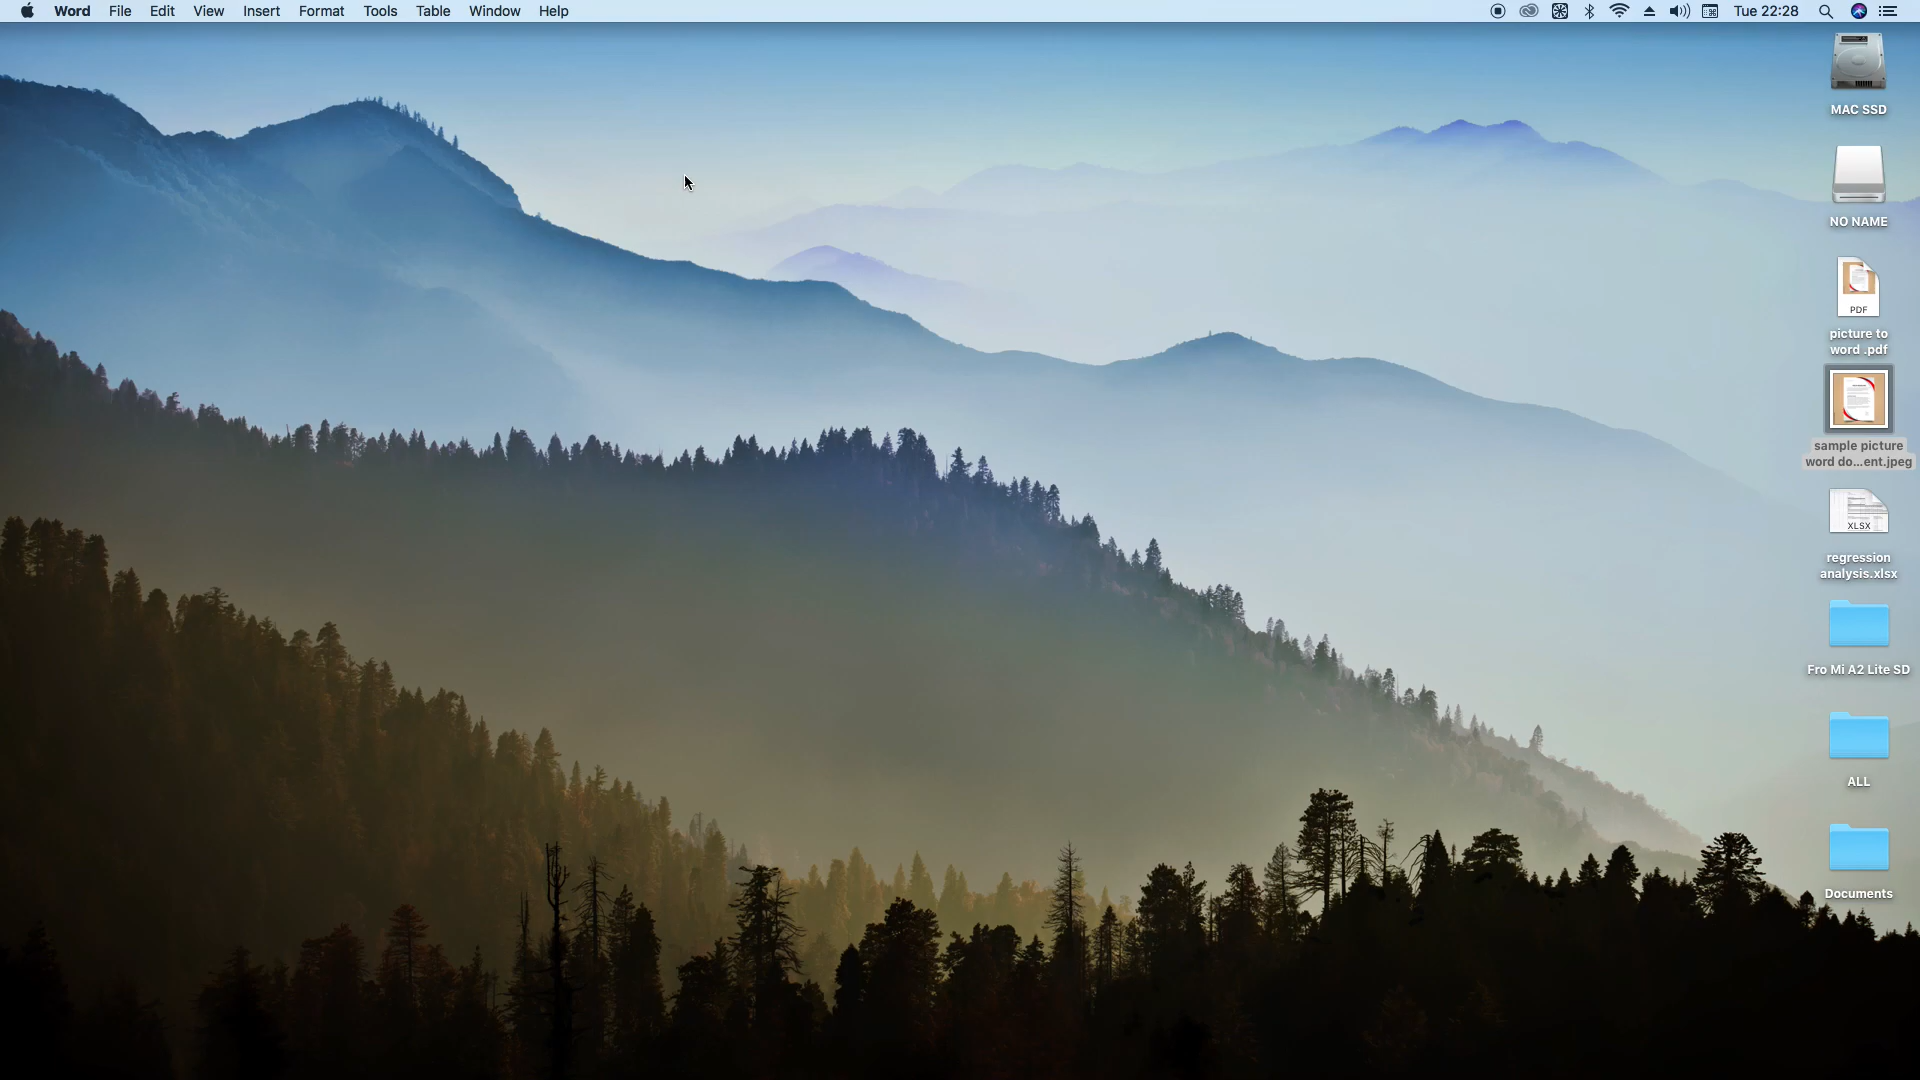 Word File Edit View Insert Format Tools Table Window Help Tue 22:28
MAC SSD
NO NAME
PDF
picture to
word .pdf
sample picture
word do...ent.jpeg
XLSX
regression
analysis.xlsx
Fro Mi A2 Lite SD
ALL
Documents